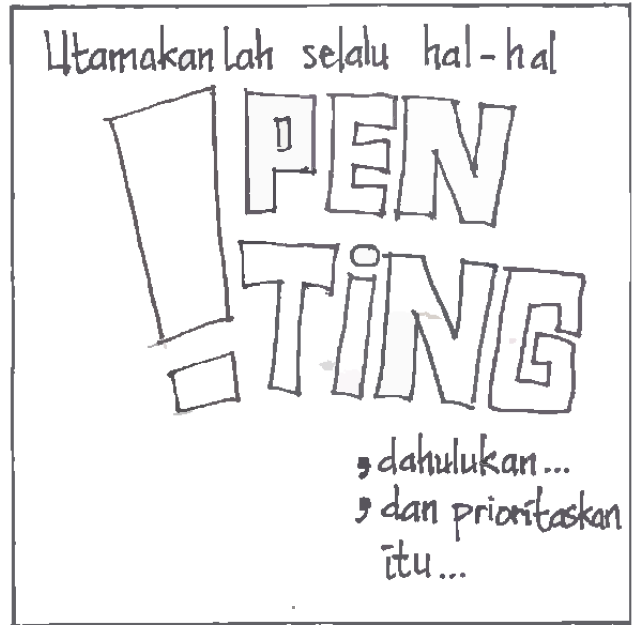 Utamakanlah selalu hal-hal
! PEN
TiNG
, dahulukan...
, dan prioritaskan
itu...